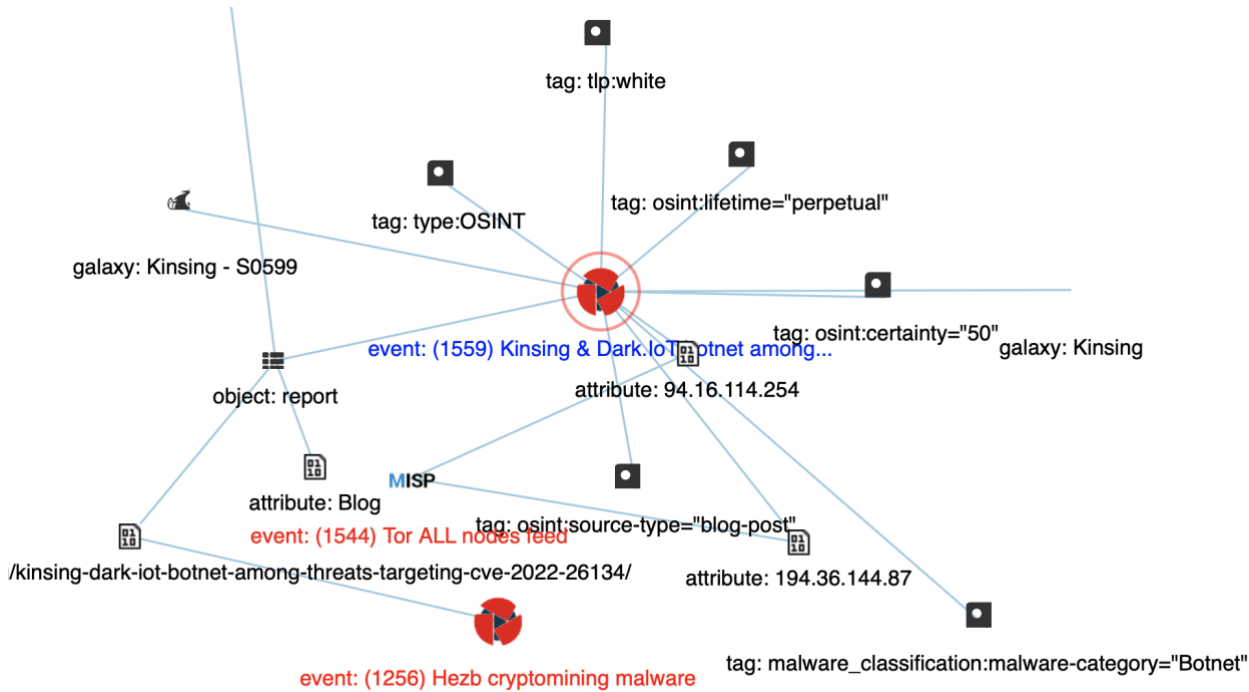 tag: tlp:white
tag: osint:lifetime="perpetual"
tag: type:OSINT
galaxy: Kinsing - S0599
tag: osint:certainty="50"
event: (1559) Kinsing & Dark.IoT botnet among...
galaxy: Kinsing
attribute: 94.16.114.254
object: report
MISP
attribute: Blog
tag: osint:source-type="blog-post"
event: (1544) Tor ALL nodes feed
/kinsing-dark-iot-botnet-among-threats-targeting-cve-2022-26134/
attribute: 194.36.144.87
tag: malware_classification:malware-category="Botnet"
event: (1256) Hezb cryptomining malware